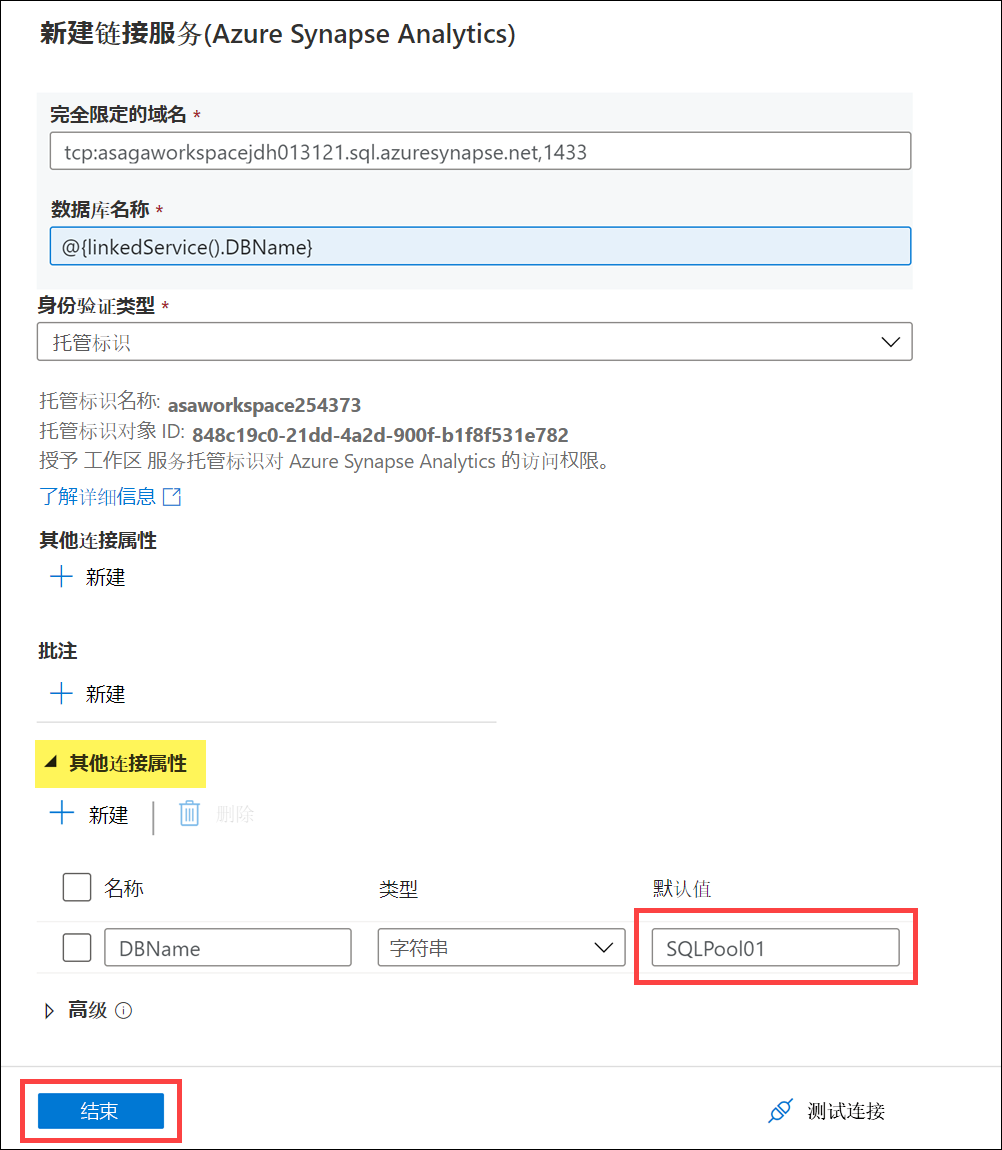 新建链接服务(Azure Synapse Analytics)
完全限定的域名 *
tcp:asagaworkspacejdh013121.sql.azuresynapse.net,1433
数据库名称 *
@{linkedService().DBName}
身份验证类型 *
托管标识
托管标识名称: asaworkspace254373
托管标识对象 ID: 848c19c0-21dd-4a2d-900f-b1f8f531e782
授予 工作区 服务托管标识对 Azure Synapse Analytics 的访问权限。
了解详细信息
其他连接属性
新建
批注
新建
其他连接属性
新建 | 删除
名称 类型 默认值
DBName 字符串 SQLPool01
高级
结束 测试连接